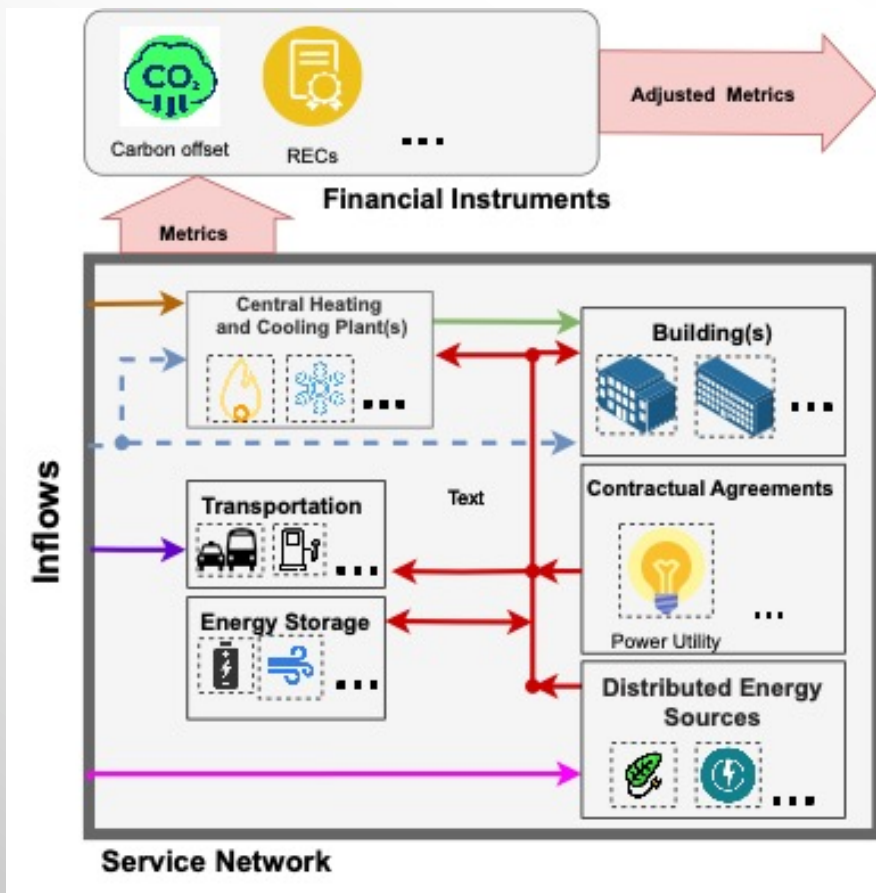 CO₂
Carbon offset
RECs
...
Adjusted Metrics
Financial Instruments
Metrics
Central Heating
and Cooling Plant(s)
...
Building(s)
...
Inflows
Transportation
...
Text
Contractual Agreements
...
Power Utility
Energy Storage
...
Distributed Energy
Sources
...
Service Network